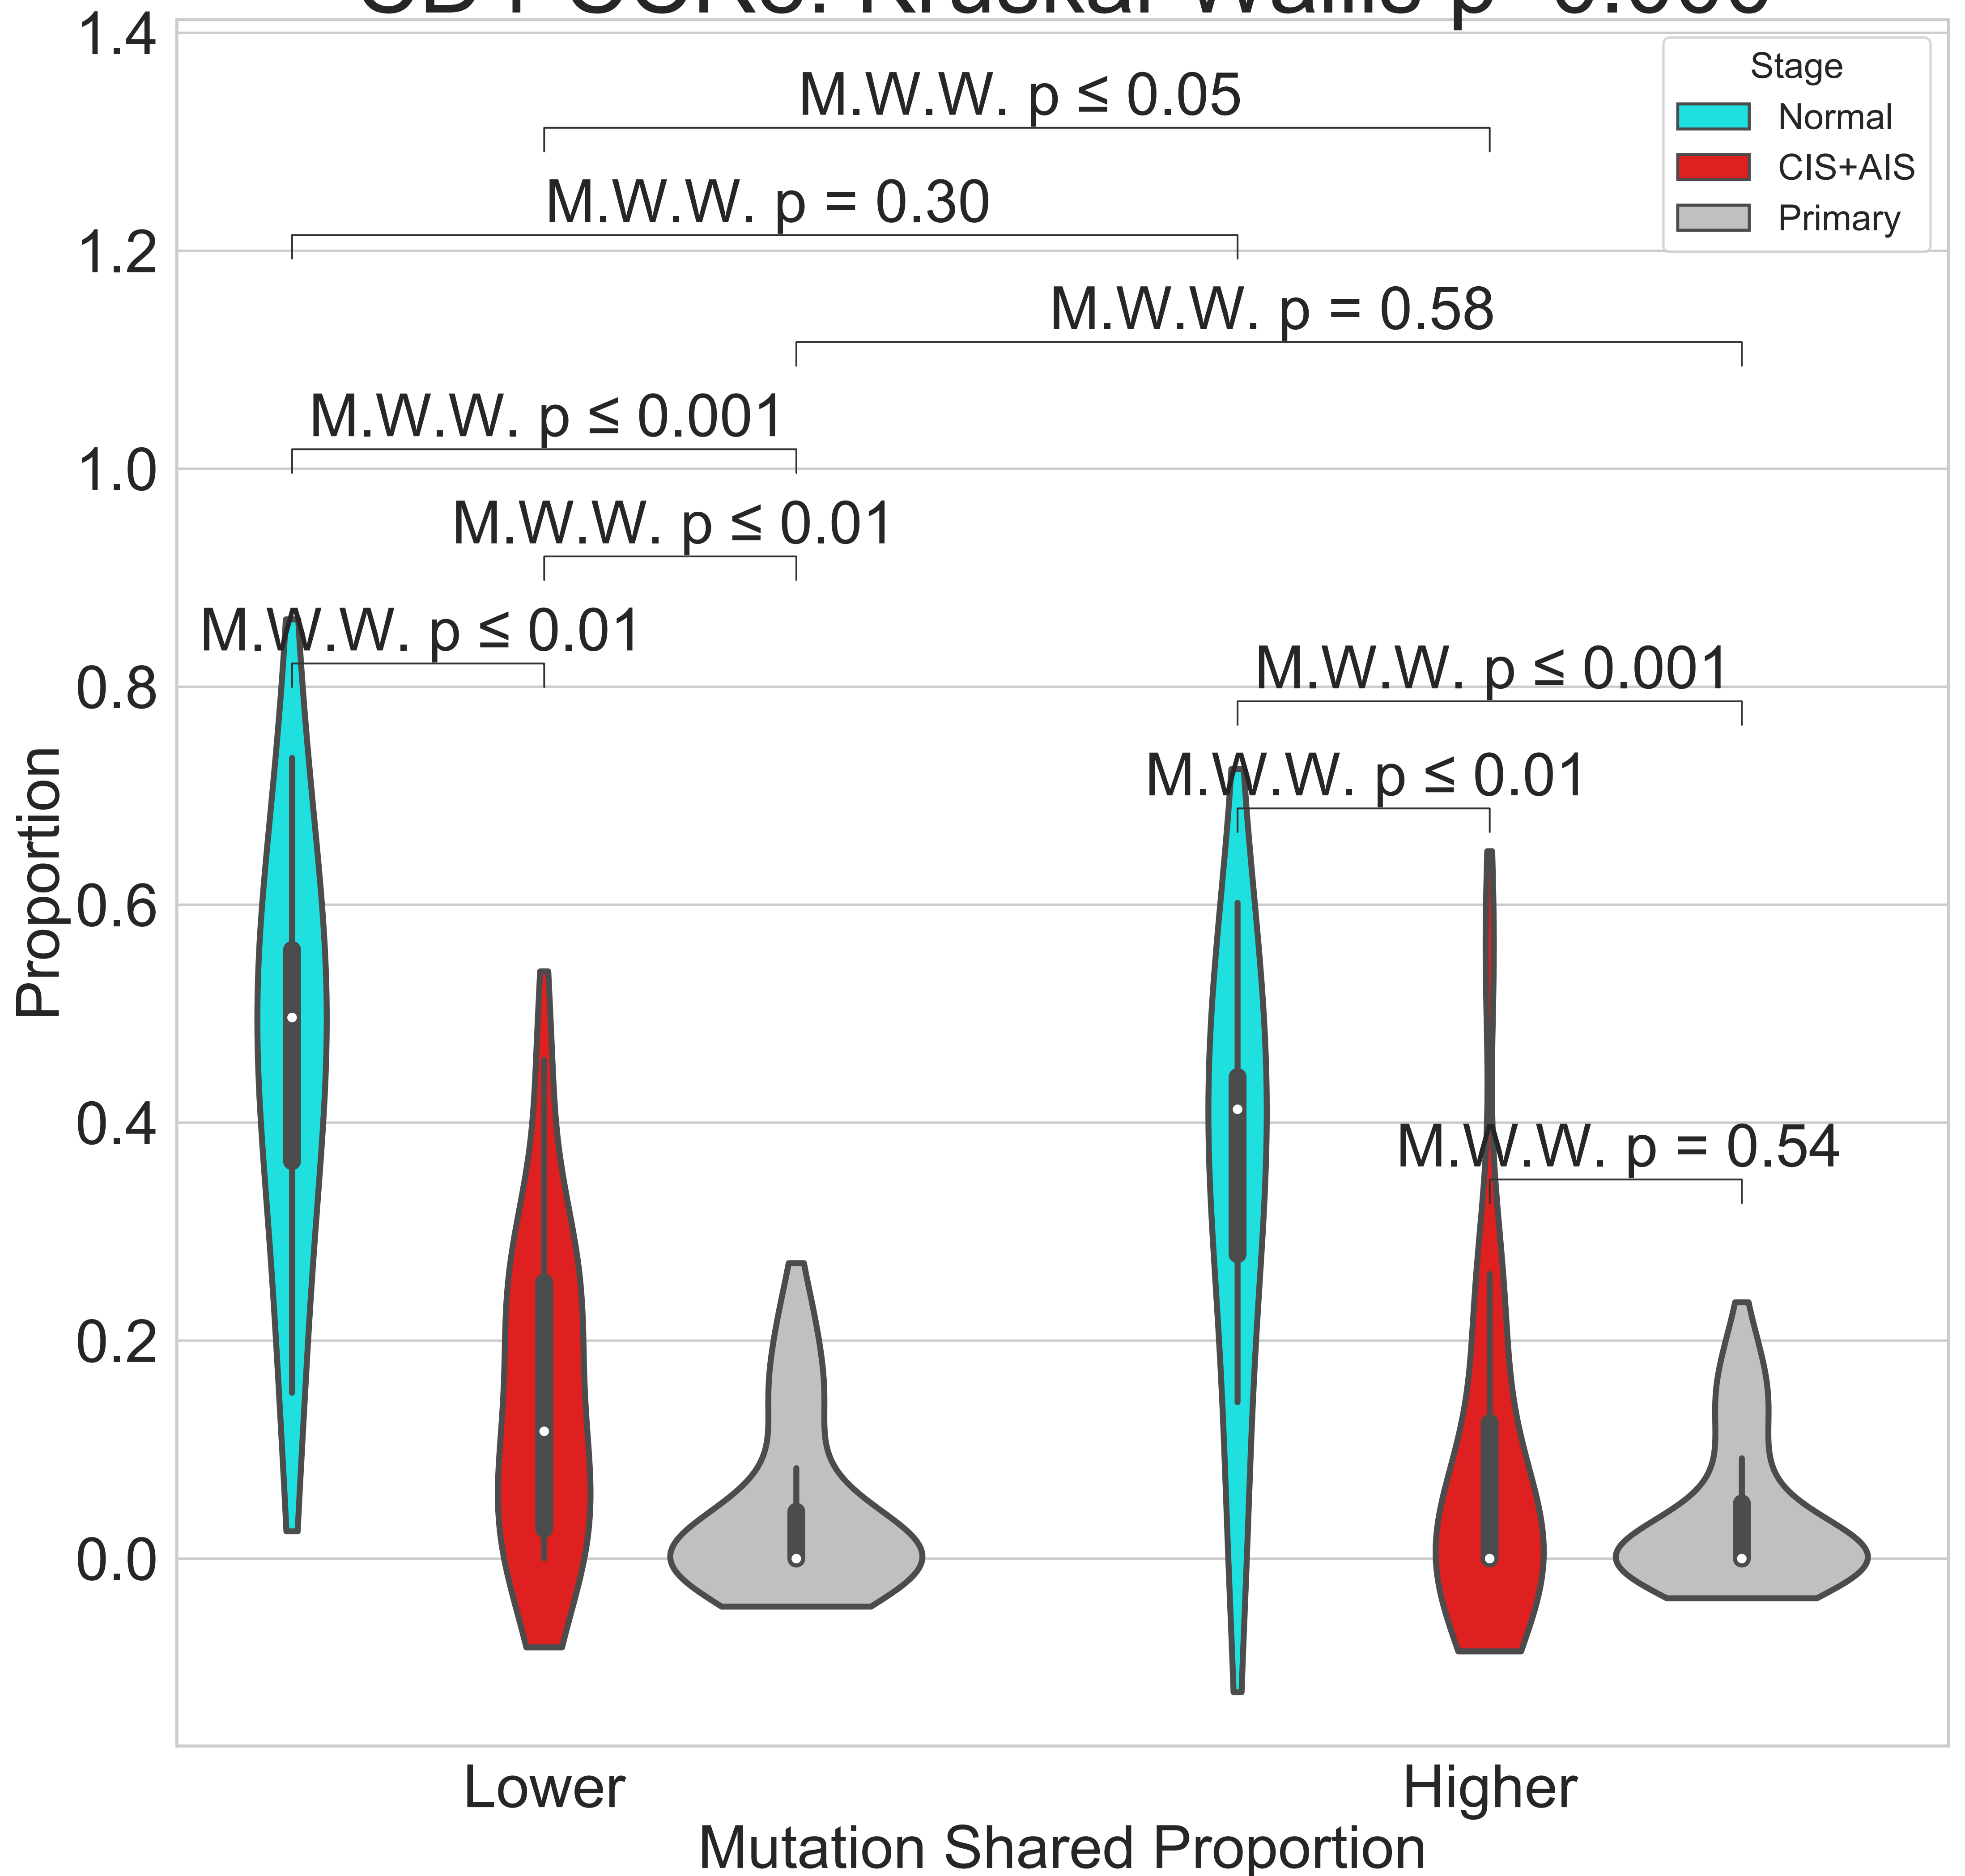 1.4
1.2
1.0
0.8
0.6
0.4
0.2
0.0
Proportion
Stage
Normal
CIS+AIS
Primary
M.W.W. p ≤ 0.05
M.W.W. p = 0.30
M.W.W. p = 0.58
M.W.W. p ≤ 0.001
M.W.W. p ≤ 0.01
M.W.W. p ≤ 0.01
M.W.W. p ≤ 0.001
M.W.W. p ≤ 0.01
M.W.W. p = 0.54
Lower
Higher
Mutation Shared Proportion